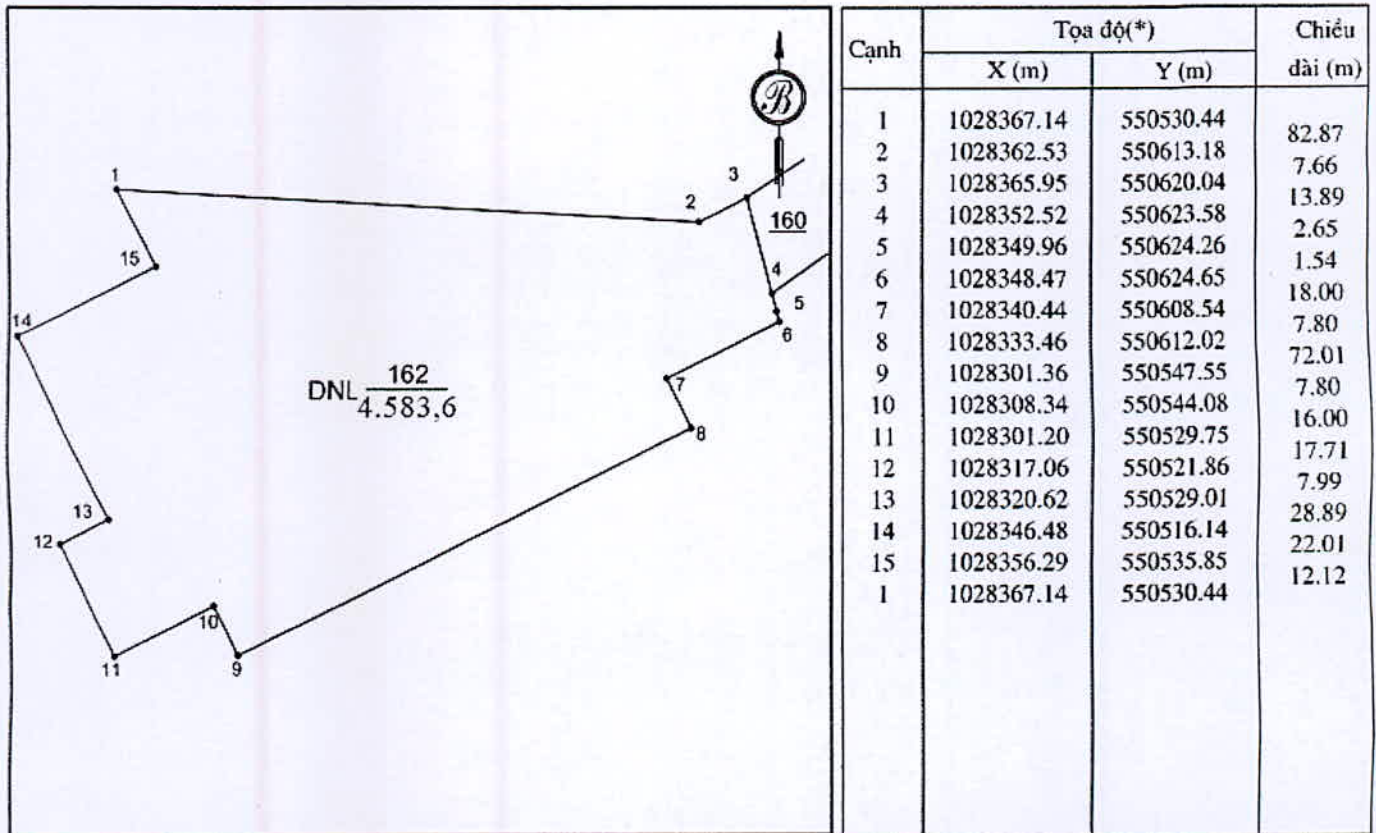 B
1
2
3
160
15
4
5
6
14
7
DNL 162
4.583,6
8
13
12
10
11
9
Cạnh Tọa độ(*) Chiều dài (m)
X (m) Y (m)
1 1028367.14 550530.44
82.87
2 1028362.53 550613.18
7.66
3 1028365.95 550620.04
13.89
4 1028352.52 550623.58
2.65
5 1028349.96 550624.26
1.54
6 1028348.47 550624.65
18.00
7 1028340.44 550608.54
7.80
8 1028333.46 550612.02
72.01
9 1028301.36 550547.55
7.80
10 1028308.34 550544.08
16.00
11 1028301.20 550529.75
17.71
12 1028317.06 550521.86
7.99
13 1028320.62 550529.01
28.89
14 1028346.48 550516.14
22.01
15 1028356.29 550535.85
12.12
1 1028367.14 550530.44